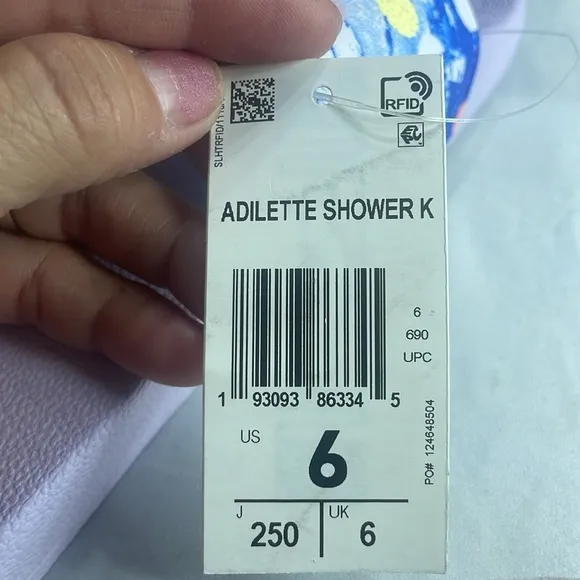 RFID
ADILETTE SHOWER K
6
690
UPC
1 93093 86334 5
PO# 124648504
US
6
J
250
UK
6